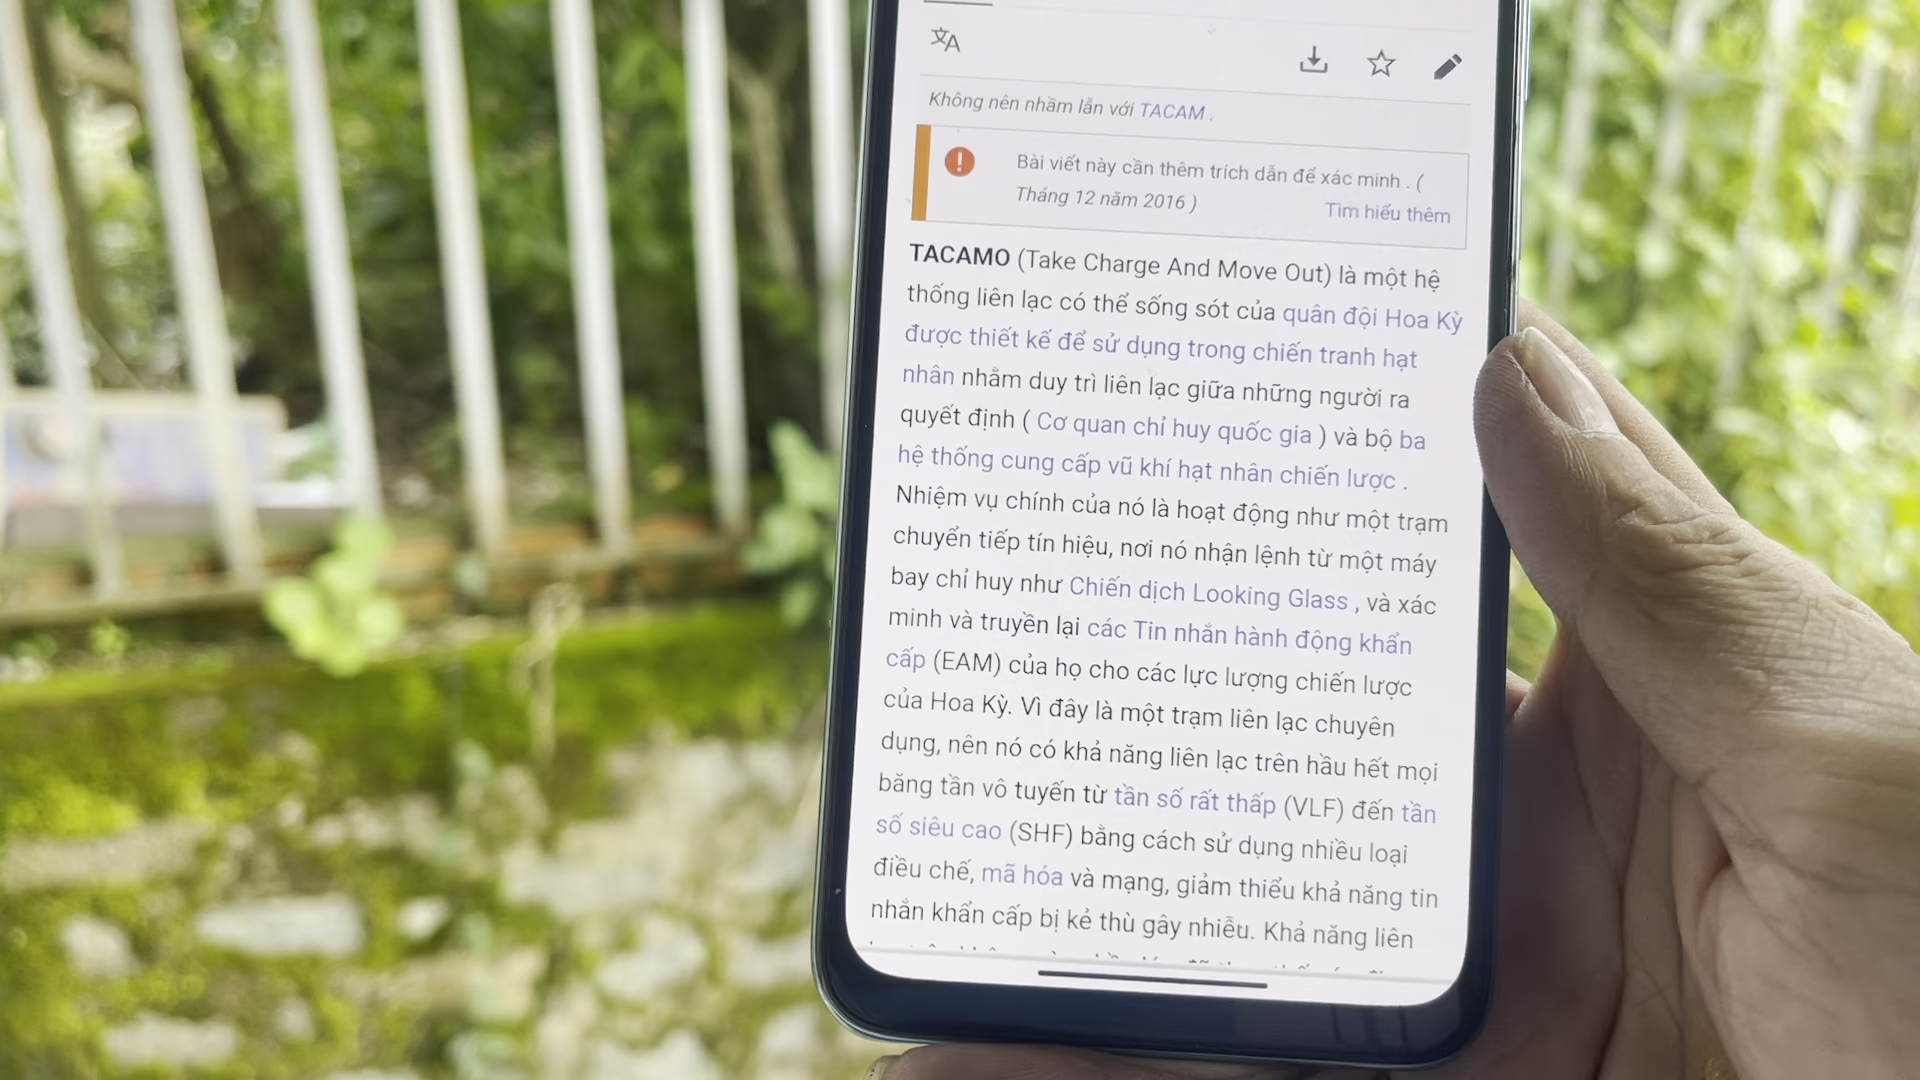 Không nên nhầm lẫn với TACAM .
Bài viết này cần thêm trích dẫn để xác minh . (
Tháng 12 năm 2016 )
Tìm hiểu thêm
TACAMO (Take Charge And Move Out) là một hệ
thống liên lạc có thể sống sót của quân đội Hoa Kỳ
được thiết kế để sử dụng trong chiến tranh hạt
nhân nhằm duy trì liên lạc giữa những người ra
quyết định ( Cơ quan chỉ huy quốc gia ) và bộ ba
hệ thống cung cấp vũ khí hạt nhân chiến lược .
Nhiệm vụ chính của nó là hoạt động như một trạm
chuyển tiếp tín hiệu, nơi nó nhận lệnh từ một máy
bay chỉ huy như Chiến dịch Looking Glass , và xác
minh và truyền lại các Tin nhắn hành động khẩn
cấp (EAM) của họ cho các lực lượng chiến lược
của Hoa Kỳ. Vì đây là một trạm liên lạc chuyên
dụng, nên nó có khả năng liên lạc trên hầu hết mọi
băng tần vô tuyến từ tần số rất thấp (VLF) đến tần
số siêu cao (SHF) bằng cách sử dụng nhiều loại
điều chế, mã hóa và mạng, giảm thiểu khả năng tin
nhắn khẩn cấp bị kẻ thù gây nhiễu. Khả năng liên